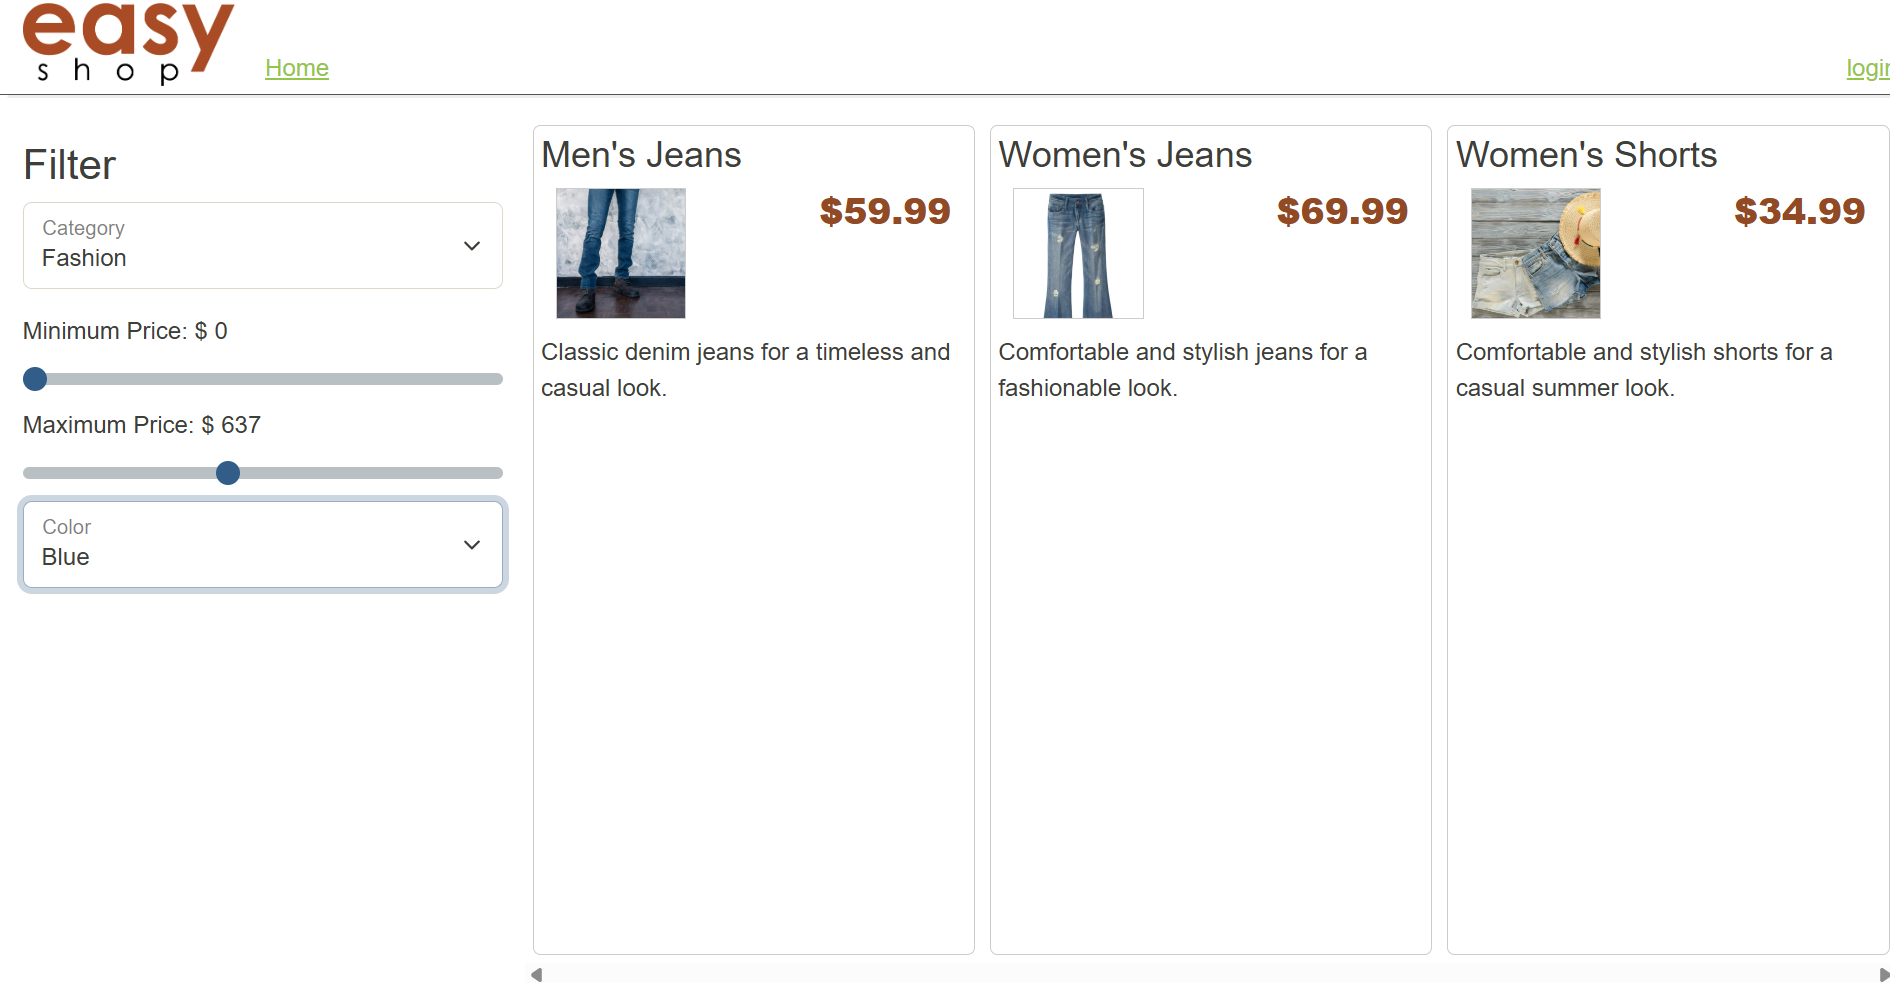 easy
shop
Home
login
Filter
Category
Fashion
Minimum Price: $ 0
Maximum Price: $ 637
Color
Blue
Men's Jeans
$59.99
Classic denim jeans for a timeless and
casual look.
Women's Jeans
$69.99
Comfortable and stylish jeans for a
fashionable look.
Women's Shorts
$34.99
Comfortable and stylish shorts for a
casual summer look.